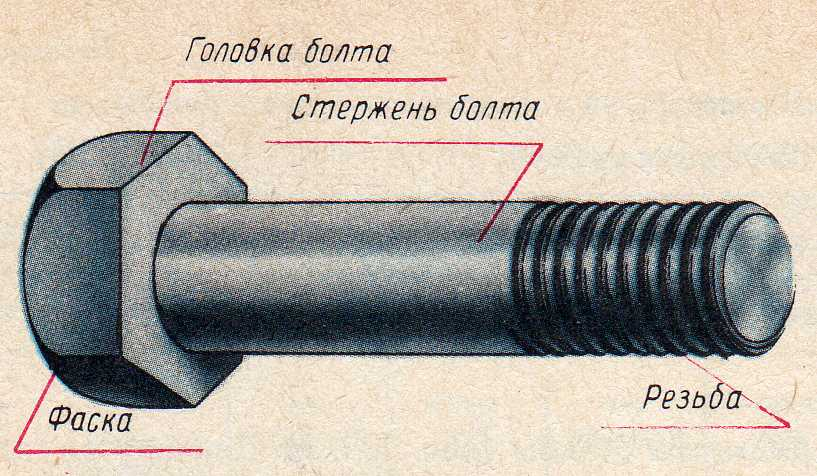 Головка болта
Стержень болта
Резьба
Фаска